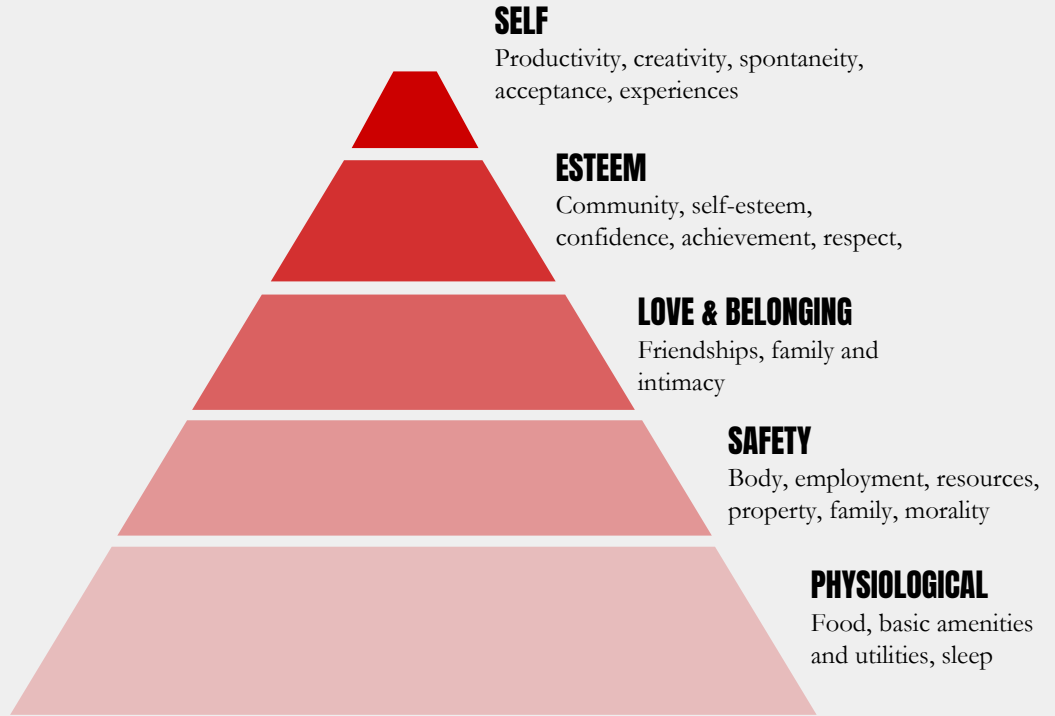 SELF
Productivity, creativity, spontaneity,
acceptance, experiences
ESTEEM
Community, self-esteem,
confidence, achievement, respect,
LOVE & BELONGING
Friendships, family and
intimacy
SAFETY
Body, employment, resources,
property, family, morality
PHYSIOLOGICAL
Food, basic amenities
and utilities, sleep